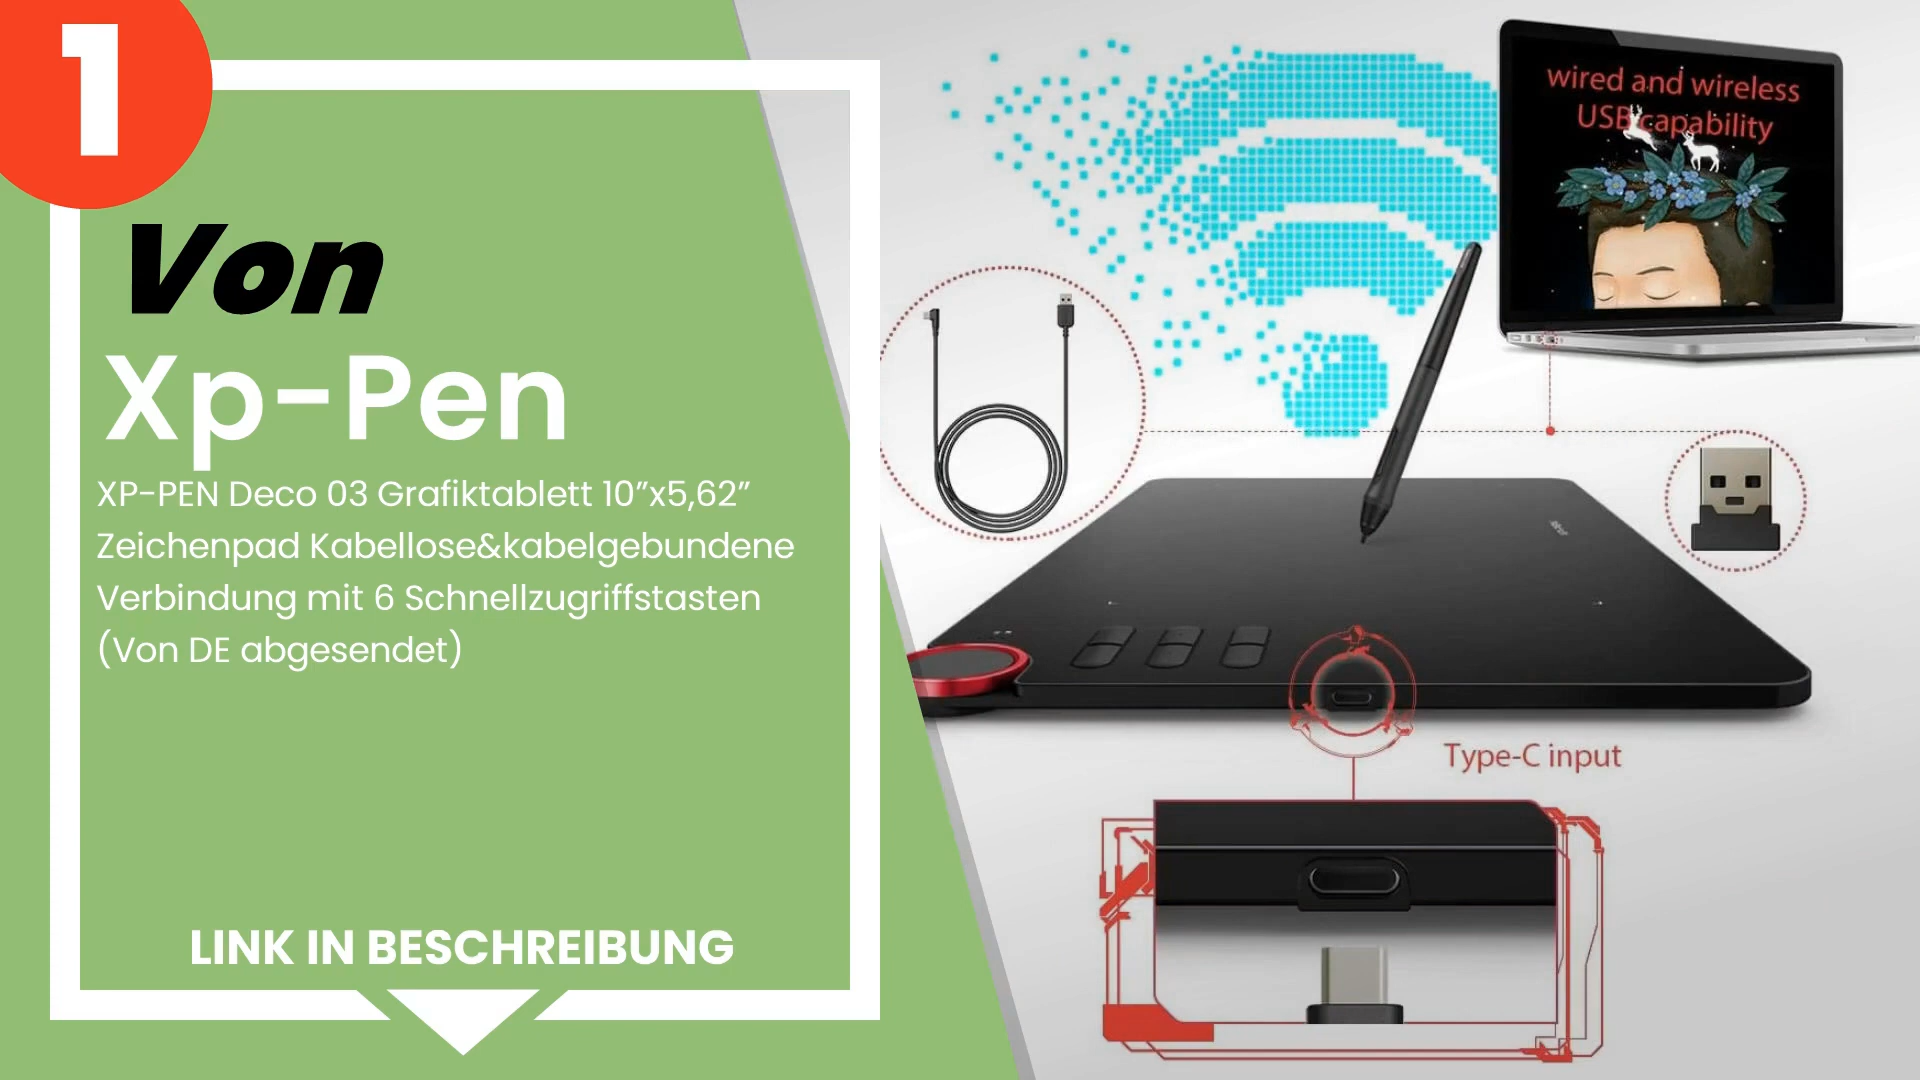 1
Von
Xp-Pen
XP-PEN Deco 03 Grafiktablett 10”x5,62”
Zeichenpad Kabellose&kabelgebundene
Verbindung mit 6 Schnellzugriffstasten
(Von DE abgesendet)
LINK IN BESCHREIBUNG
wired and wireless
USB capability
Type-C input